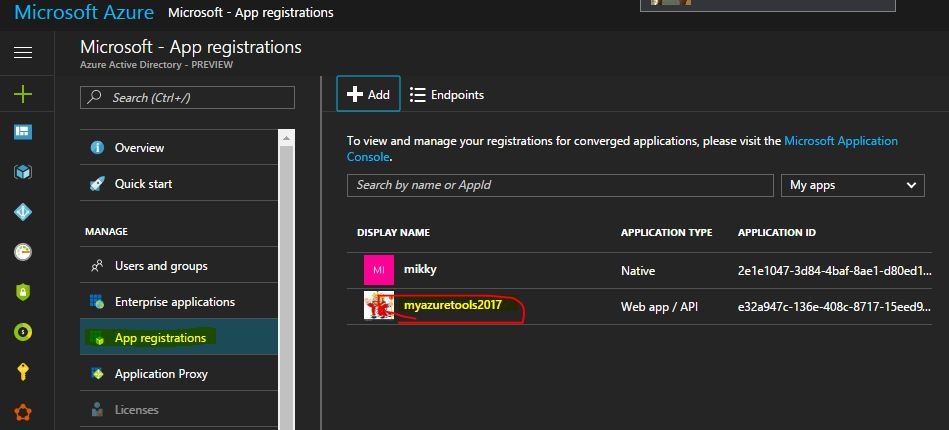 Microsoft Azure Microsoft - App registrations
Microsoft - App registrations
Azure Active Directory - PREVIEW
Search (Ctrl+/)
Overview
Quick start
MANAGE
Users and groups
Enterprise applications
App registrations
Application Proxy
Licenses
Add Endpoints
To view and manage your registrations for converged applications, please visit the Microsoft Application
Console.
Search by name or AppId My apps
DISPLAY NAME APPLICATION TYPE APPLICATION ID
MI mikky Native 2e1e1047-3d84-4baf-8ae1-d80ed1...
myazuretools2017 Web app / API e32a947c-136e-408c-8717-15eed9...